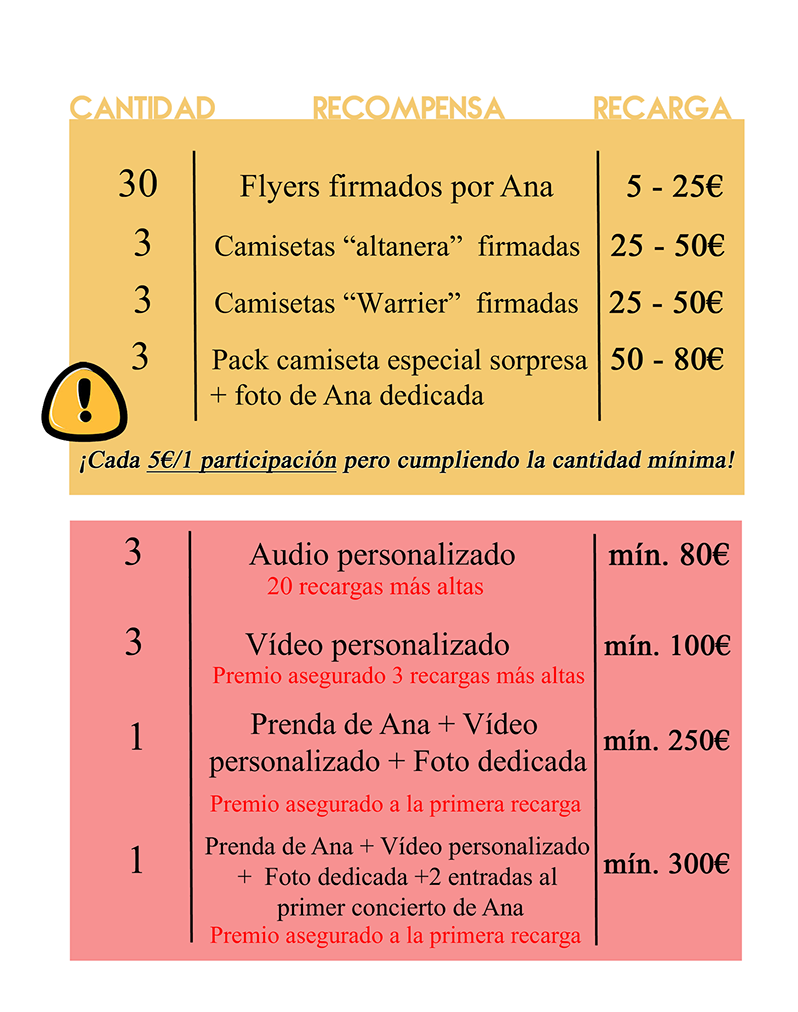 CANTIDAD RECOMPENSA RECARGA
30 Flyers firmados por Ana 5 - 25€
3 Camisetas “altanera” firmadas 25 - 50€
3 Camisetas “Warrier” firmadas 25 - 50€
3 Pack camiseta especial sorpresa 50 - 80€
+ foto de Ana dedicada
!
¡Cada 5€/1 participación pero cumpliendo la cantidad mínima!
3 Audio personalizado mín. 80€
20 recargas más altas
3 Vídeo personalizado mín. 100€
Premio asegurado 3 recargas más altas
Prenda de Ana + Vídeo
1 mín. 250€
personalizado + Foto dedicada
Premio asegurado a la primera recarga
Prenda de Ana + Vídeo personalizado
1 mín. 300€
+ Foto dedicada +2 entradas al
primer concierto de Ana
Premio asegurado a la primera recarga